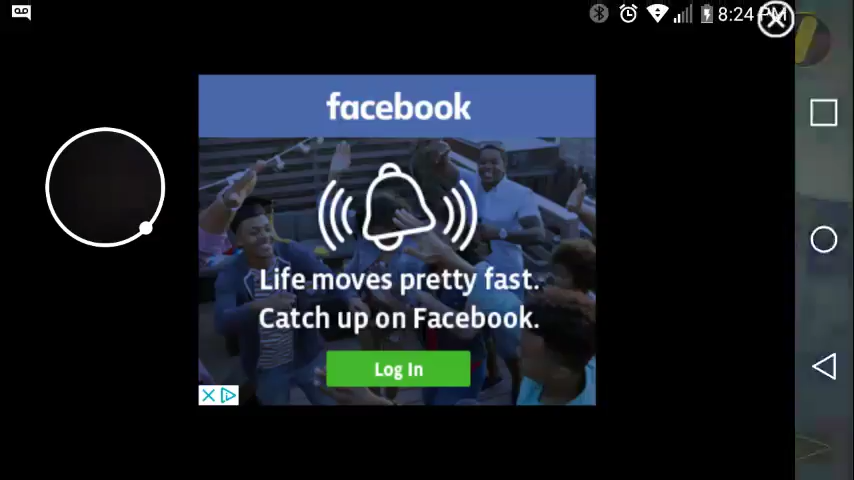 8:24 PM
facebook
Life moves pretty fast.
Catch up on Facebook.
Log In